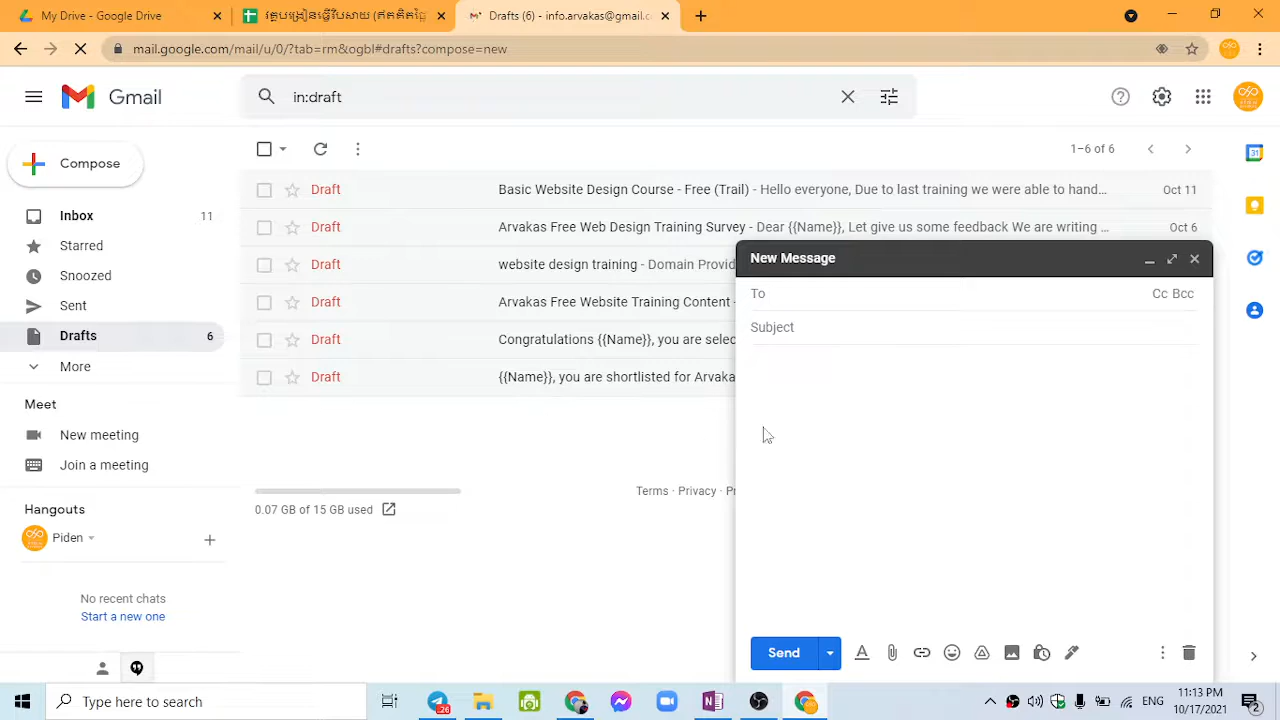 My Drive - Google Drive
Drafts (6) - info.arvakas@gmail.c
mail.google.com/mail/u/0/?tab=rm&ogbl#drafts?compose=new
Gmail
in:draft
Compose
1–6 of 6
Inbox 11
Starred
Snoozed
Sent
Drafts 6
More
Draft Basic Website Design Course - Free (Trail) - Hello everyone, Due to last training we were able to hand… Oct 11
Draft Arvakas Free Web Design Training Survey - Dear {{Name}}, Let give us some feedback We are writing … Oct 6
Draft website design training - Domain Provid
Draft Arvakas Free Website Training Content -
Draft Congratulations {{Name}}, you are selec
Draft {{Name}}, you are shortlisted for Arvaka
New Message
To Cc Bcc
Subject
Send
Meet
New meeting
Join a meeting
Hangouts
Piden
No recent chats
Start a new one
0.07 GB of 15 GB used
Terms · Privacy · Pr
Type here to search
26
ENG
11:13 PM
10/17/2021
2